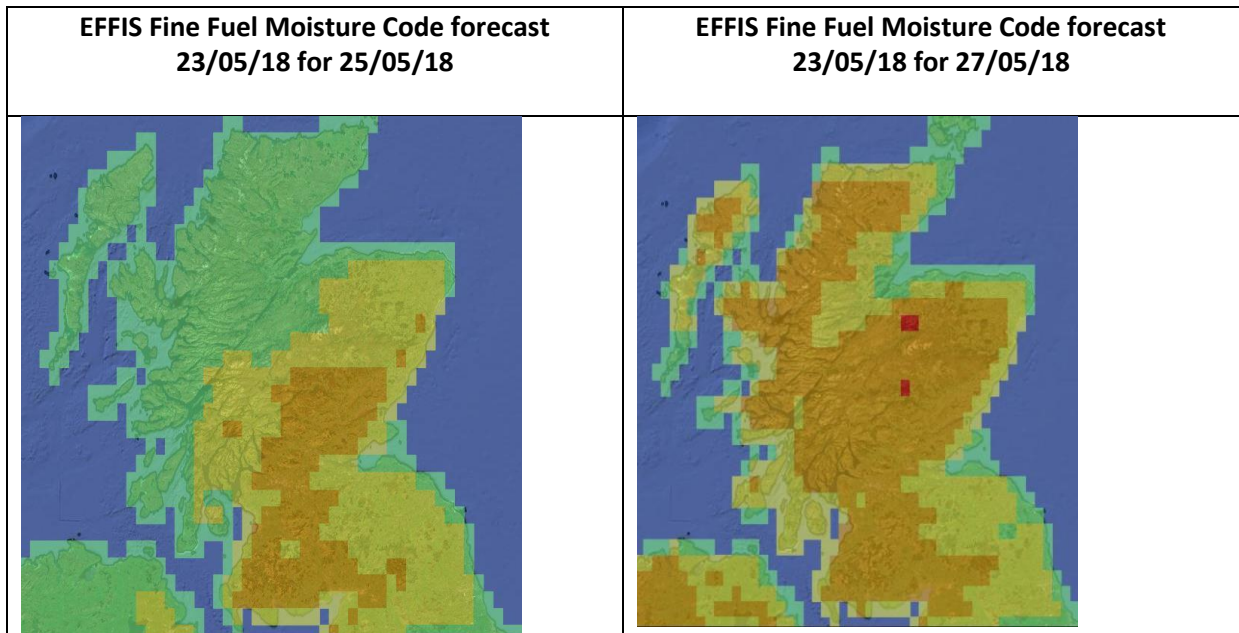 EFFIS Fine Fuel Moisture Code forecast
23/05/18 for 25/05/18
EFFIS Fine Fuel Moisture Code forecast
23/05/18 for 27/05/18